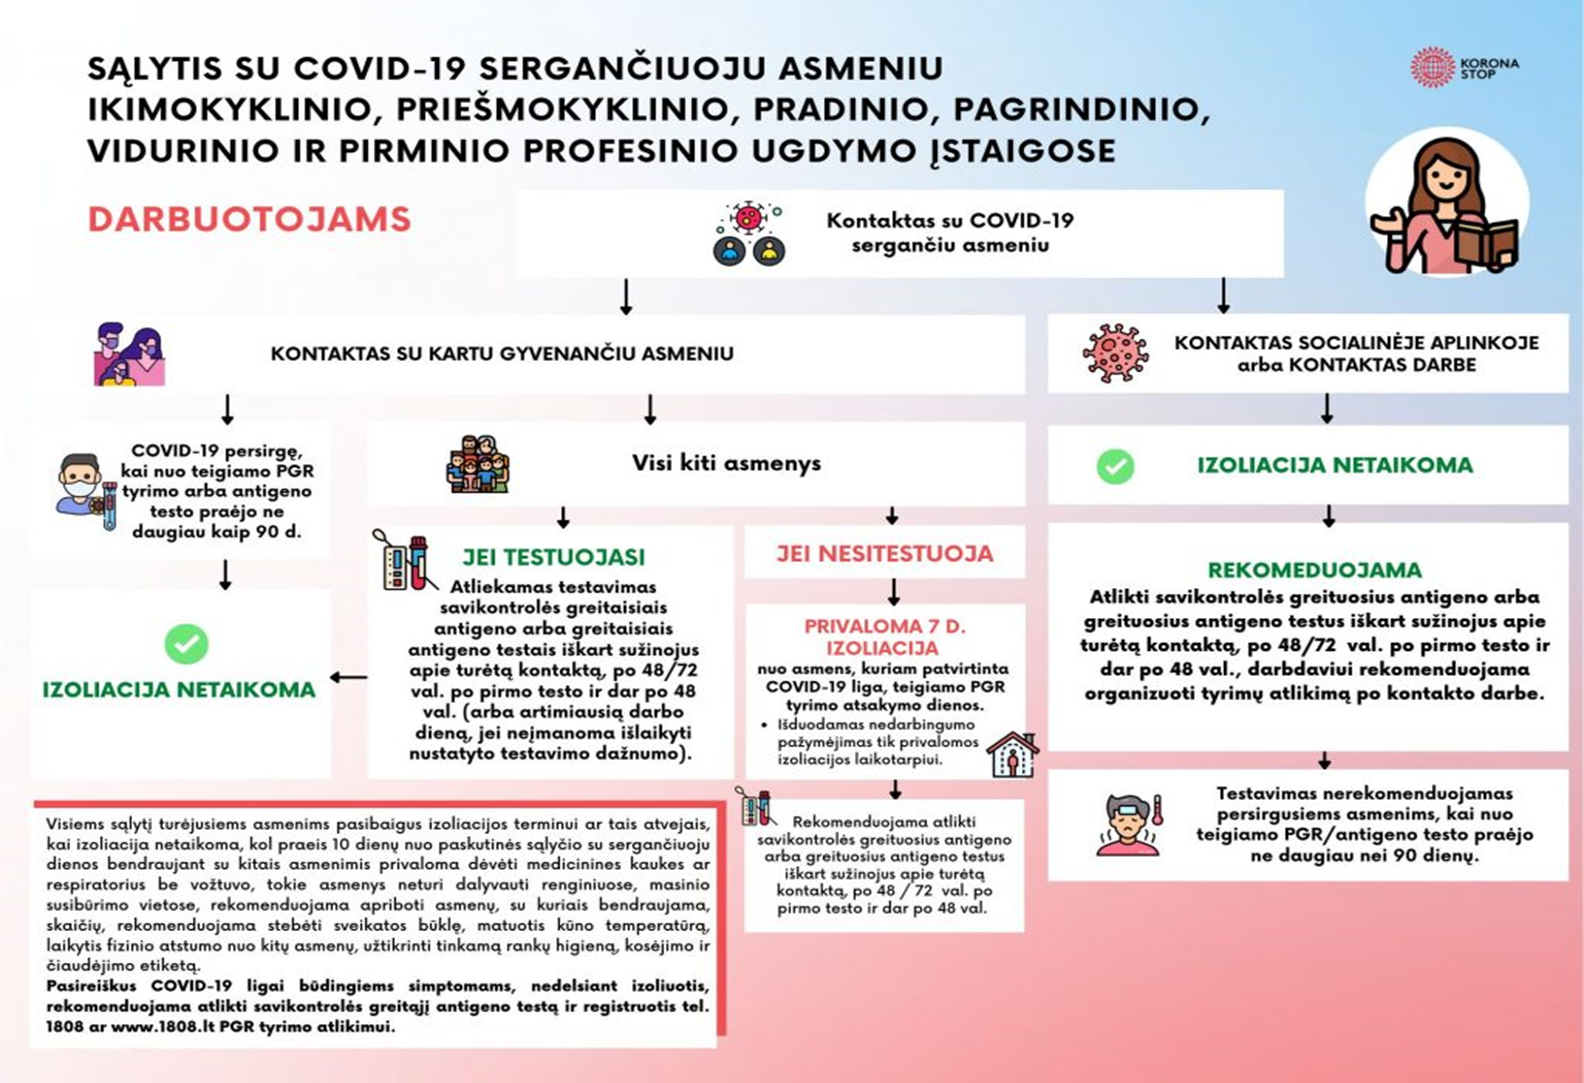 SĄLYTIS SU COVID-19 SERGANČIUOJU ASMENIU
IKIMOKYKLINIO, PRIEŠMOKYKLINIO, PRADINIO, PAGRINDINIO,
VIDURINIO IR PIRMINIO PROFESINIO UGDYMO ĮSTAIGOSE
KORONA
STOP
DARBUOTOJAMS
Kontaktas su COVID-19
sergančiu asmeniu
KONTAKTAS SU KARTU GYVENANČIU ASMENIU
KONTAKTAS SOCIALINĖJE APLINKOJE
arba KONTAKTAS DARBE
COVID-19 persirgę,
kai nuo teigiamo PGR
tyrimo arba antigeno
testo praėjo ne
daugiau kaip 90 d.
Visi kiti asmenys
IZOLIACIJA NETAIKOMA
IZOLIACIJA NETAIKOMA
JEI TESTUOJASI
Atliekamas testavimas
savikontrolės greitaisiais
antigeno arba greitaisiais
antigeno testais iškart sužinojus
apie turėtą kontaktą, po 48/72
val. po pirmo testo ir dar po 48
val. (arba artimiausią darbo
dieną, jei neįmanoma išlaikyti
nustatyto testavimo dažnumo).
JEI NESITESTUOJA
PRIVALOMA 7 D.
IZOLIACIJA
nuo asmens, kuriam patvirtinta
COVID-19 liga, teigiamo PGR
tyrimo atsakymo dienos.
• Išduodamas nedarbingumo
pažymėjimas tik privalomos
izoliacijos laikotarpiui.
Rekomenduojama atlikti
savikontrolės greituosius antigeno
arba greituosius antigeno testus
iškart sužinojus apie turėtą
kontaktą, po 48 / 72 val. po
pirmo testo ir dar po 48 val.
REKOMEDUOJAMA
Atlikti savikontrolės greituosius antigeno arba
greituosius antigeno testus iškart sužinojus apie
turėtą kontaktą, po 48/72 val. po pirmo testo ir
dar po 48 val., darbdaviui rekomenduojama
organizuoti tyrimų atlikimą po kontakto darbe.
Testavimas nerekomenduojamas
persirgusiems asmenims, kai nuo
teigiamo PGR/antigeno testo praėjo
ne daugiau nei 90 dienų.
Visiems sąlytį turėjusiems asmenims pasibaigus izoliacijos terminui ar tais atvejais,
kai izoliacija netaikoma, kol praeis 10 dienų nuo paskutinės sąlyčio su sergančiuoju
dienos bendraujant su kitais asmenimis privaloma dėvėti medicinines kaukes ar
respiratorius be vožtuvo, tokie asmenys neturi dalyvauti renginiuose, masinio
susibūrimo vietose, rekomenduojama apriboti asmenų, su kuriais bendraujama,
skaičių, rekomenduojama stebėti sveikatos būklę, matuotis kūno temperatūrą,
laikytis fizinio atstumo nuo kitų asmenų, užtikrinti tinkamą rankų higieną, kosėjimo ir
čiaudėjimo etiketą.
Pasireiškus COVID-19 ligai būdingiems simptomams, nedelsiant izoliuotis,
rekomenduojama atlikti savikontrolės greitąjį antigeno testą ir registruotis tel.
1808 ar www.1808.lt PGR tyrimo atlikimui.